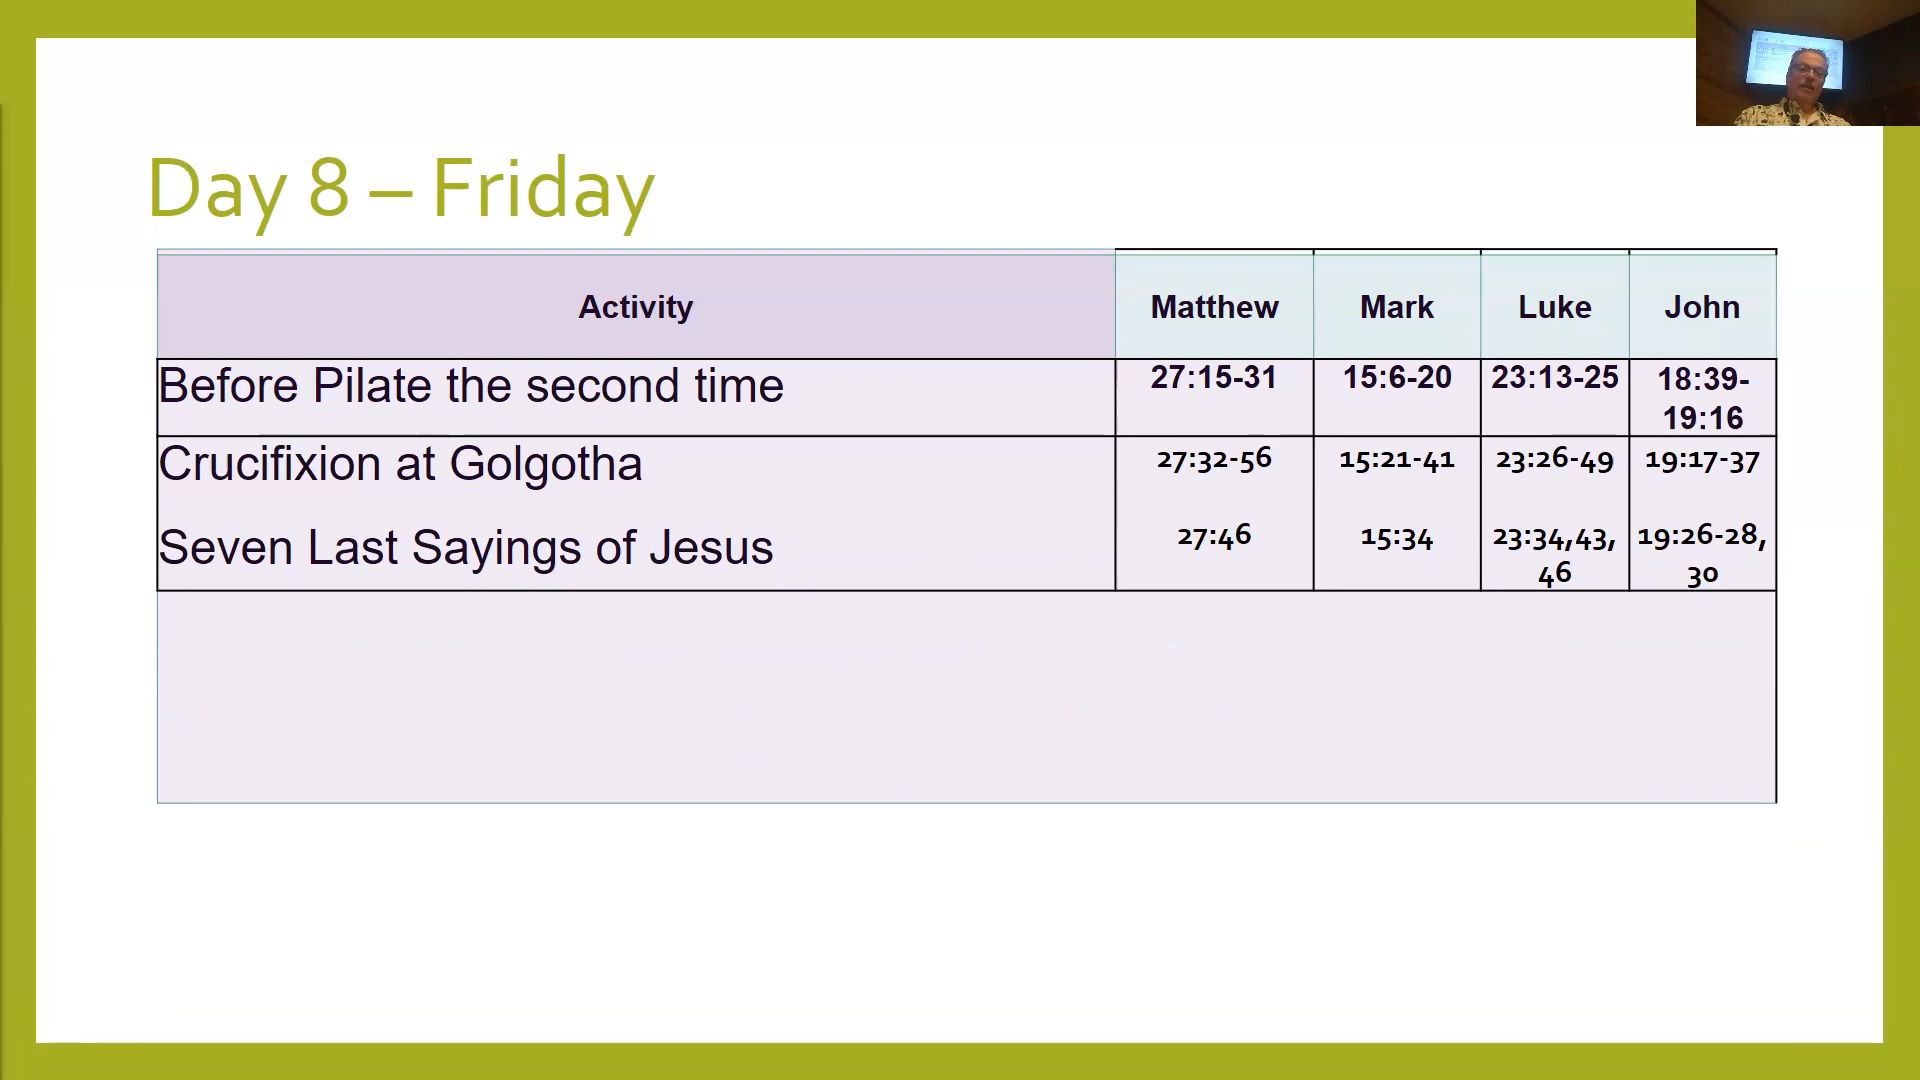 Day 8 – Friday
Activity Matthew Mark Luke John
Before Pilate the second time 27:15-31 15:6-20 23:13-25 18:39-
19:16
Crucifixion at Golgotha 27:32-56 15:21-41 23:26-49 19:17-37
Seven Last Sayings of Jesus 27:46 15:34 23:34,43, 19:26-28,
46 30